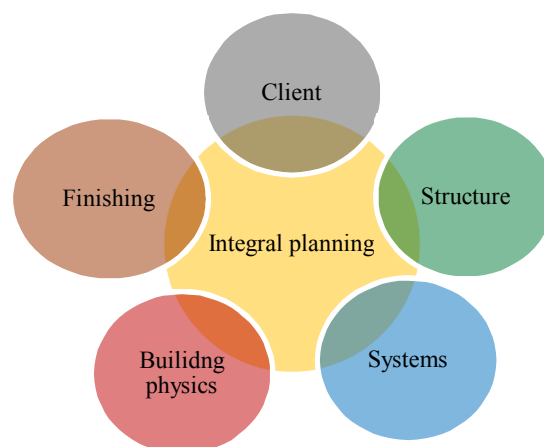 Client
Finishing
Structure
Integral planning
Builidng
physics
Systems